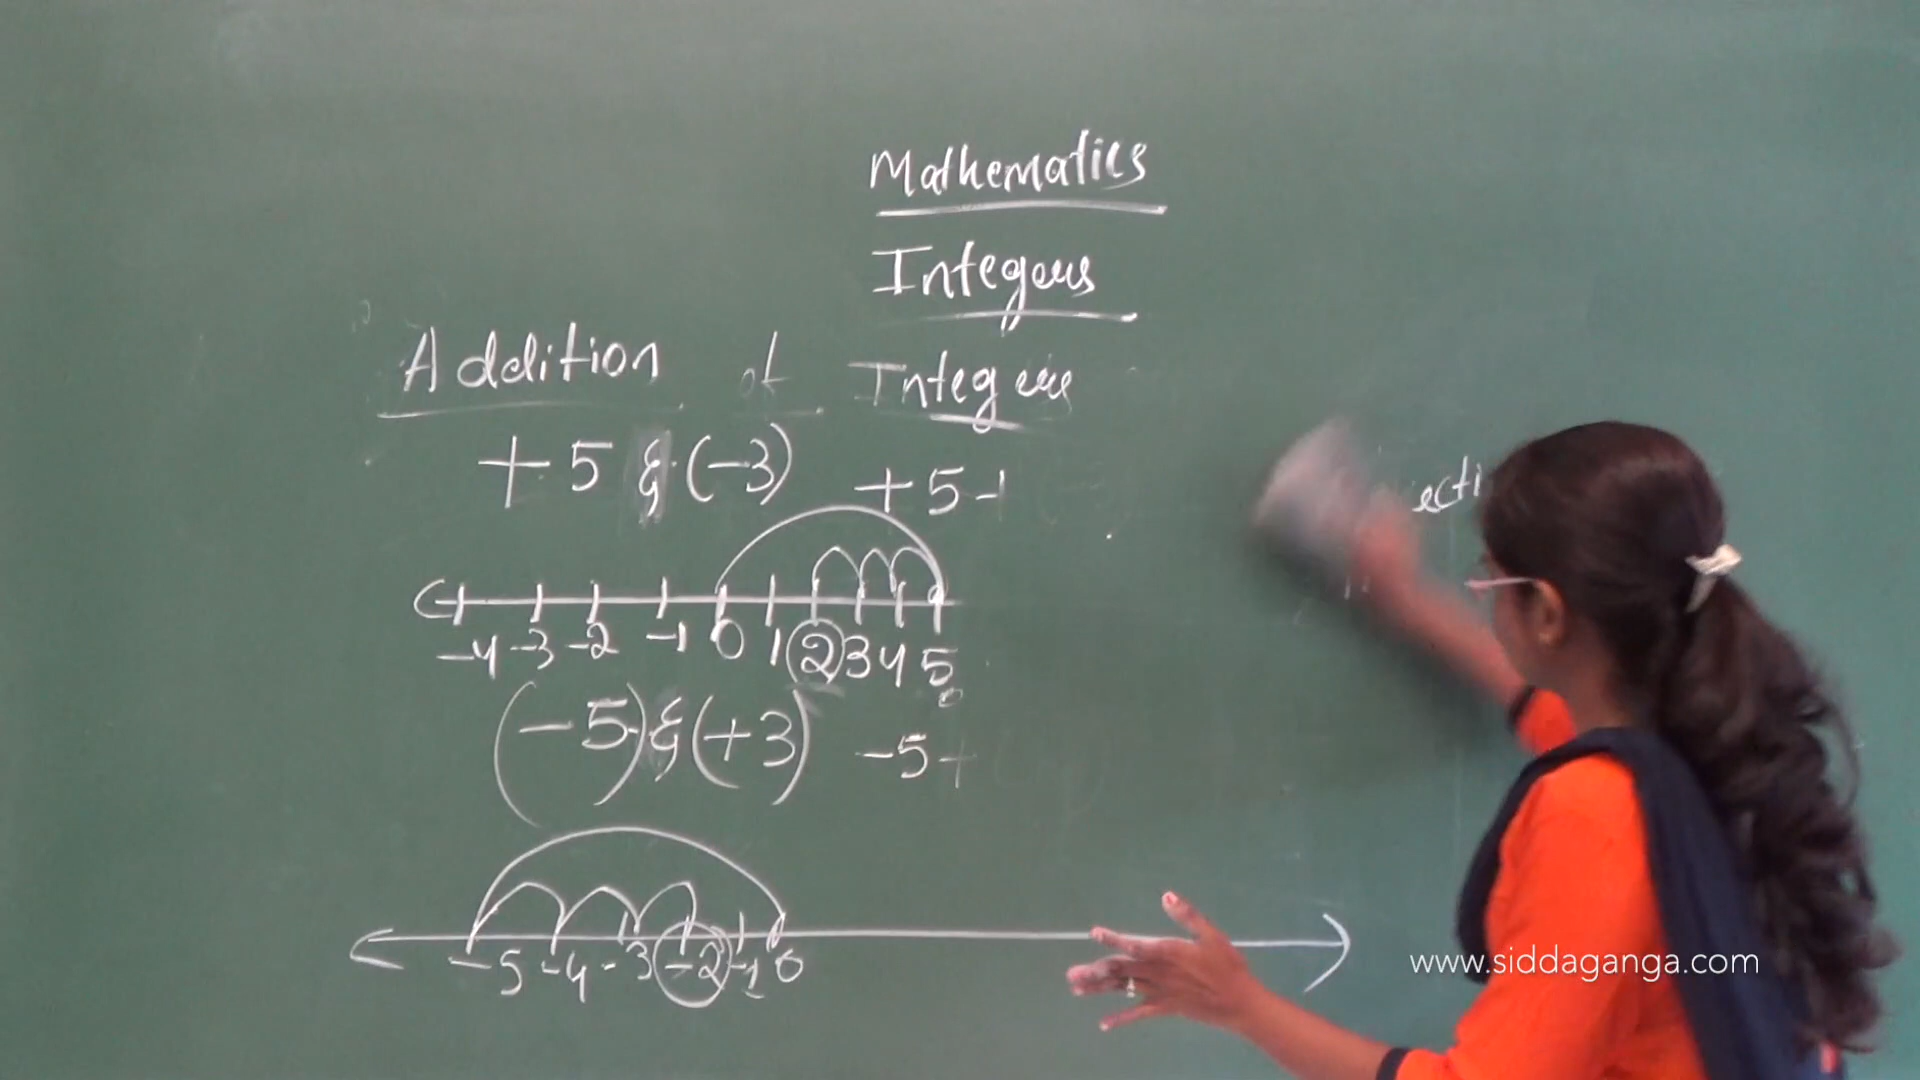 Mathematics
Integers
Addition of Integers
+5 & (-3) +5+
-4 -3 -2 -1 0 1 2 3 4 5
(-5) & (+3) -5+
-5 -4 -3 -2 -1 0
www.siddaganga.com